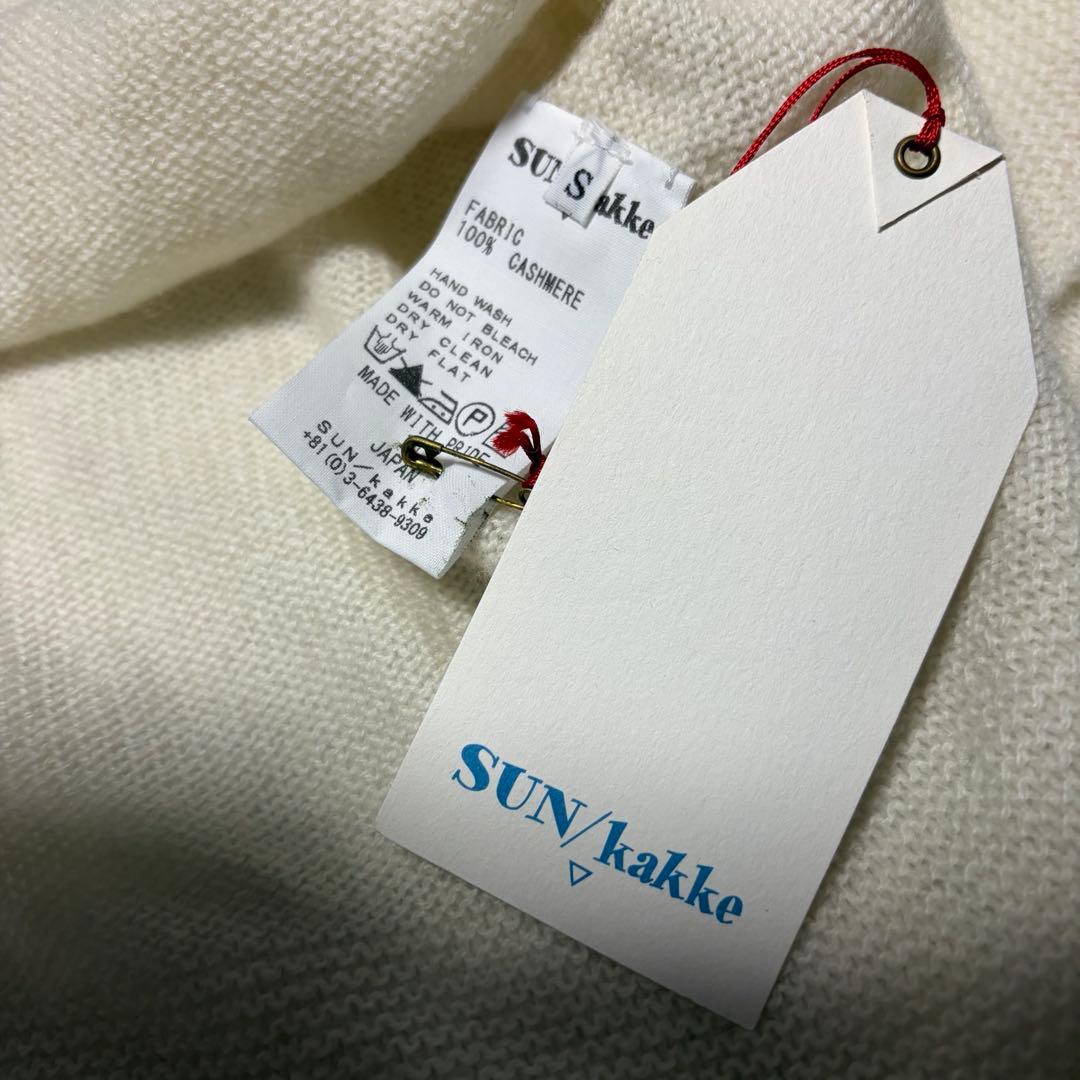 SUN/kakke
S
FABRIC
100% CASHMERE
HAND WASH
DO NOT BLEACH
WARM IRON
DRY CLEAN
DRY FLAT
P
MADE WITH PRIDE
JAPAN
SUN/kakke
+81(0)3-6438-9309
SUN/kakke